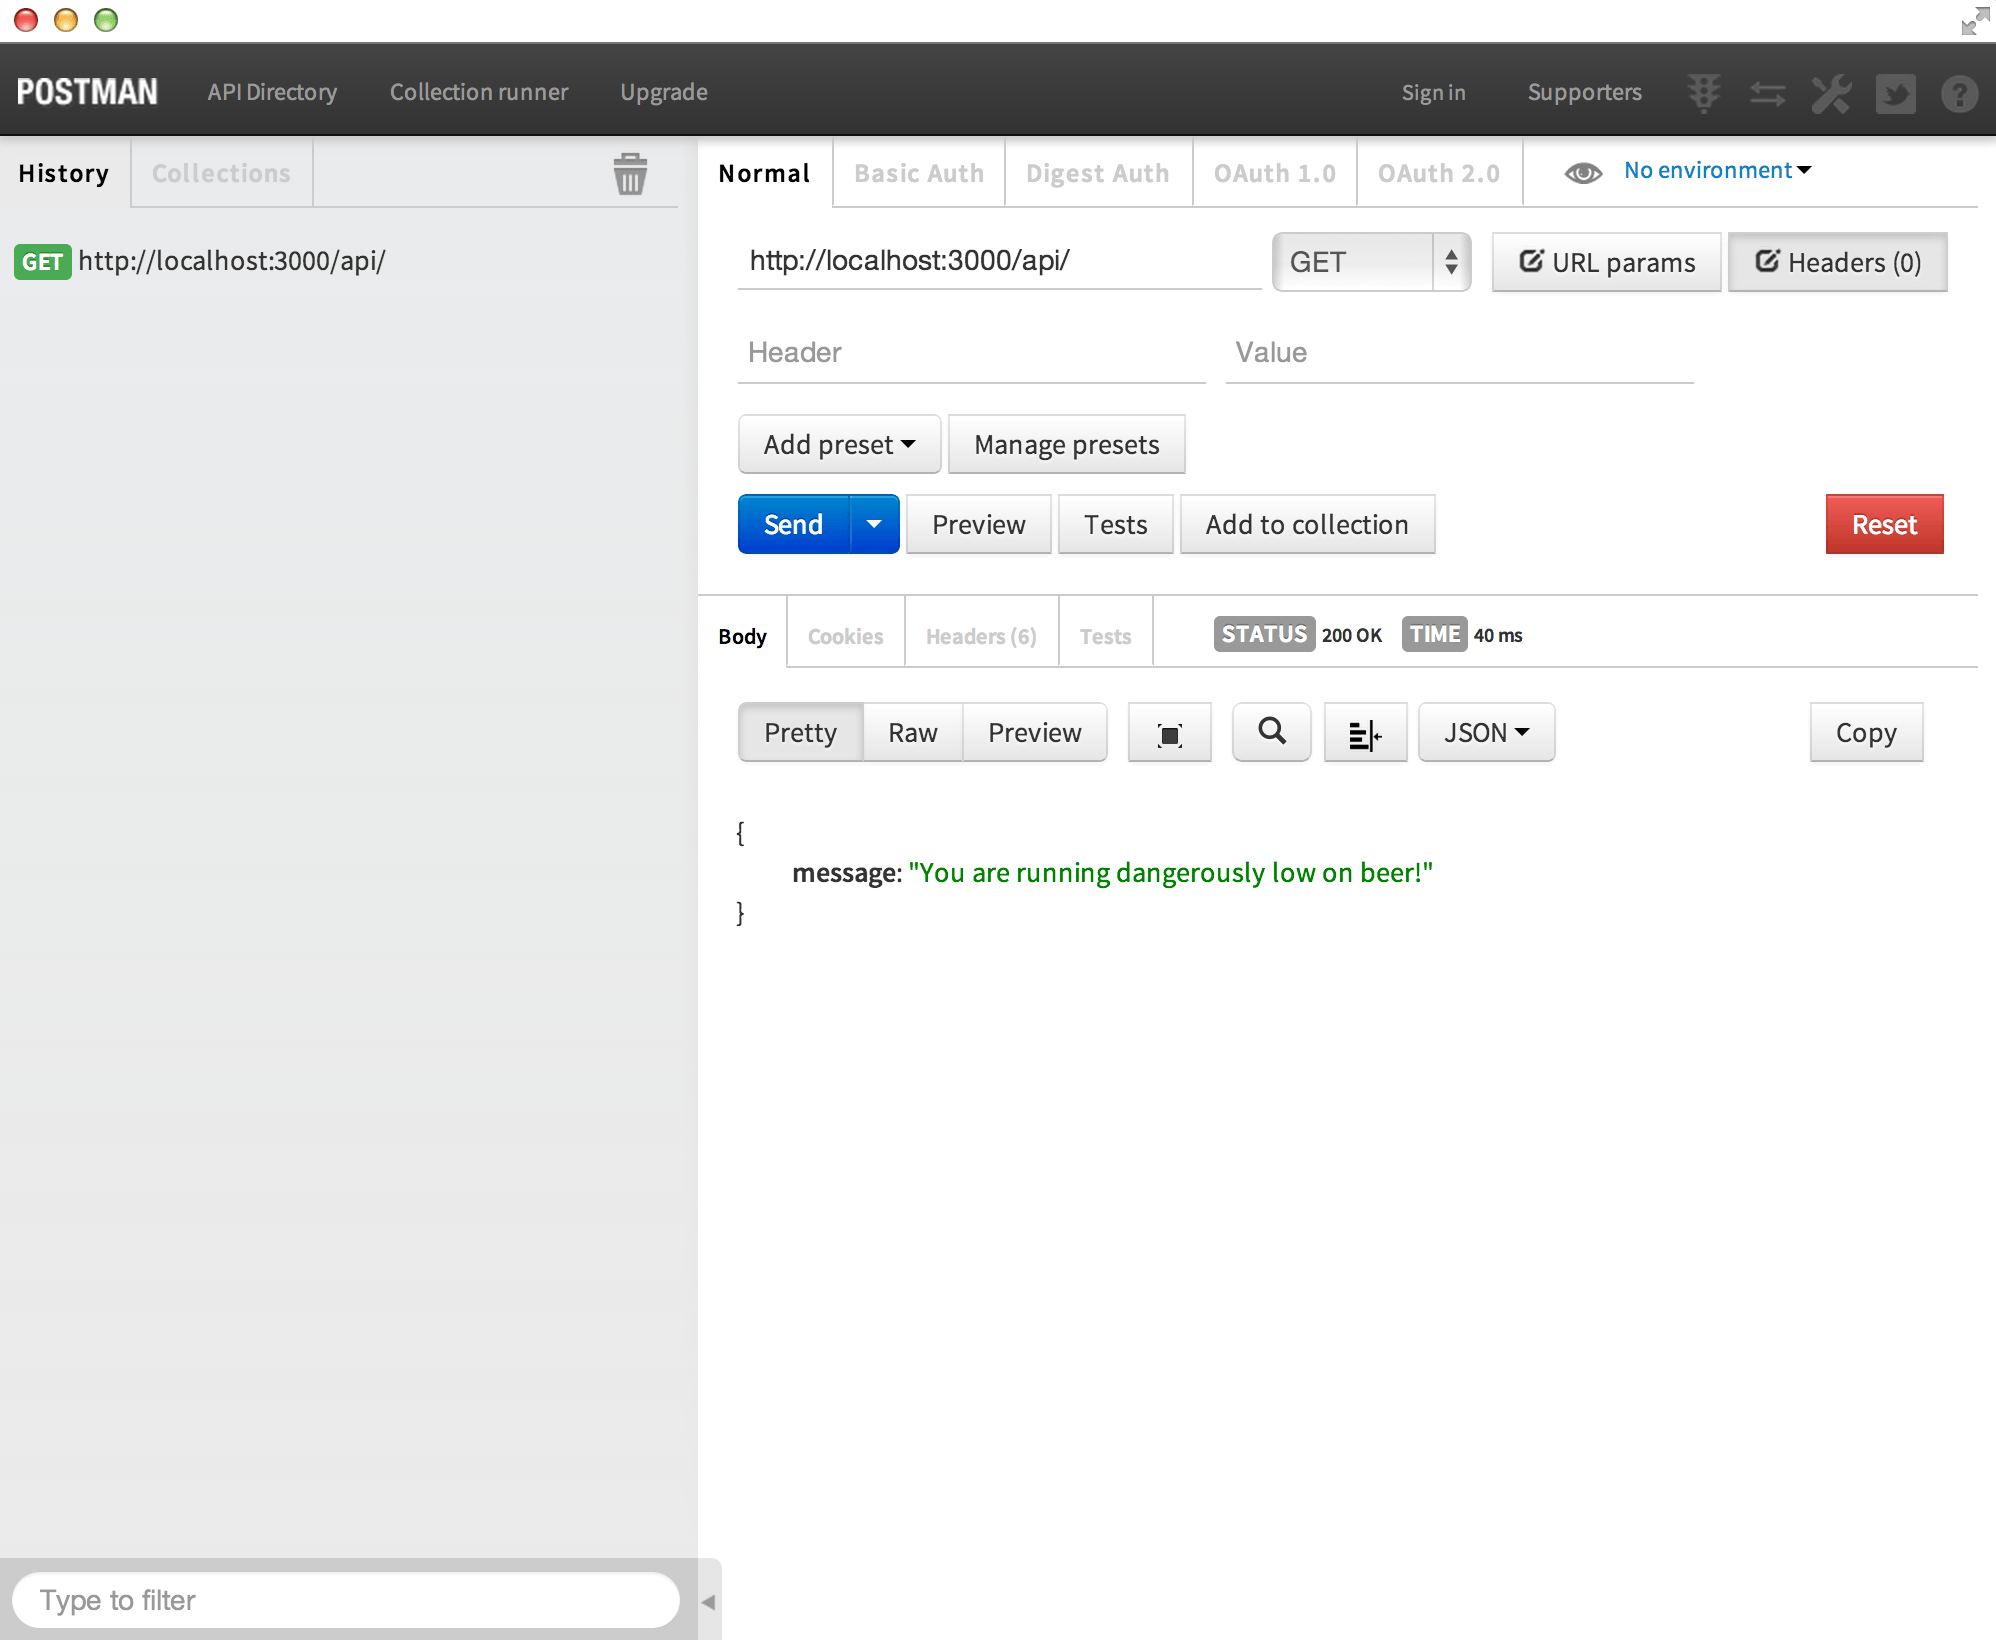 POSTMAN API Directory Collection runner Upgrade Sign in Supporters ?
History Collections
GET http://localhost:3000/api/
Type to filter
Normal Basic Auth Digest Auth OAuth 1.0 OAuth 2.0 No environment
http://localhost:3000/api/ GET URL params Headers (0)
Header Value
Add preset Manage presets
Send Preview Tests Add to collection Reset
Body Cookies Headers (6) Tests STATUS 200 OK TIME 40 ms
Pretty Raw Preview JSON Copy
{
message: "You are running dangerously low on beer!"
}